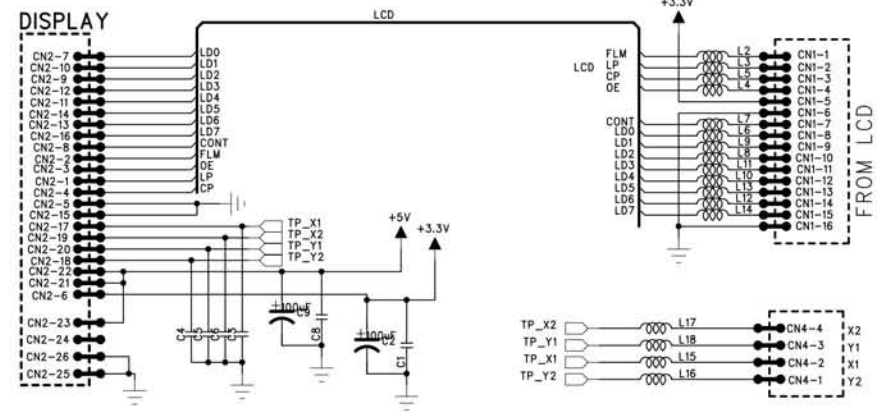 DISPLAY
LCD
CN2-7 LD0
CN2-10 LD1
CN2-9 LD2
CN2-12 LD3
CN2-11 LD4
CN2-14 LD5
CN2-13 LD6
CN2-16 LD7
CN2-8 CONT
CN2-2 FLM
CN2-3 OE
CN2-1 LP
CN2-4 CP
CN2-5
CN2-15
CN2-17 TP_X1
CN2-19 TP_X2
CN2-20 TP_Y1
CN2-18 TP_Y2
CN2-22
CN2-21
CN2-6
CN2-23
CN2-24
CN2-26
CN2-25
+5V
+3.3V
C4
C5
C6
C3
+100uF
C9
C8
+100uF
C2
C1
+3.3V
LCD
FLM L2 CN1-1
LP L3 CN1-2
CP L5 CN1-3
OE L4 CN1-4
CN1-5
CN1-6
CONT L7 CN1-7
LD0 L6 CN1-8
LD1 L9 CN1-9
LD2 L8 CN1-10
LD3 L11 CN1-11
LD4 L10 CN1-12
LD5 L13 CN1-13
LD6 L12 CN1-14
LD7 L14 CN1-15
CN1-16
FROM LCD
TP_X2 L17 CN4-4 X2
TP_Y1 L18 CN4-3 Y1
TP_X1 L15 CN4-2 X1
TP_Y2 L16 CN4-1 Y2